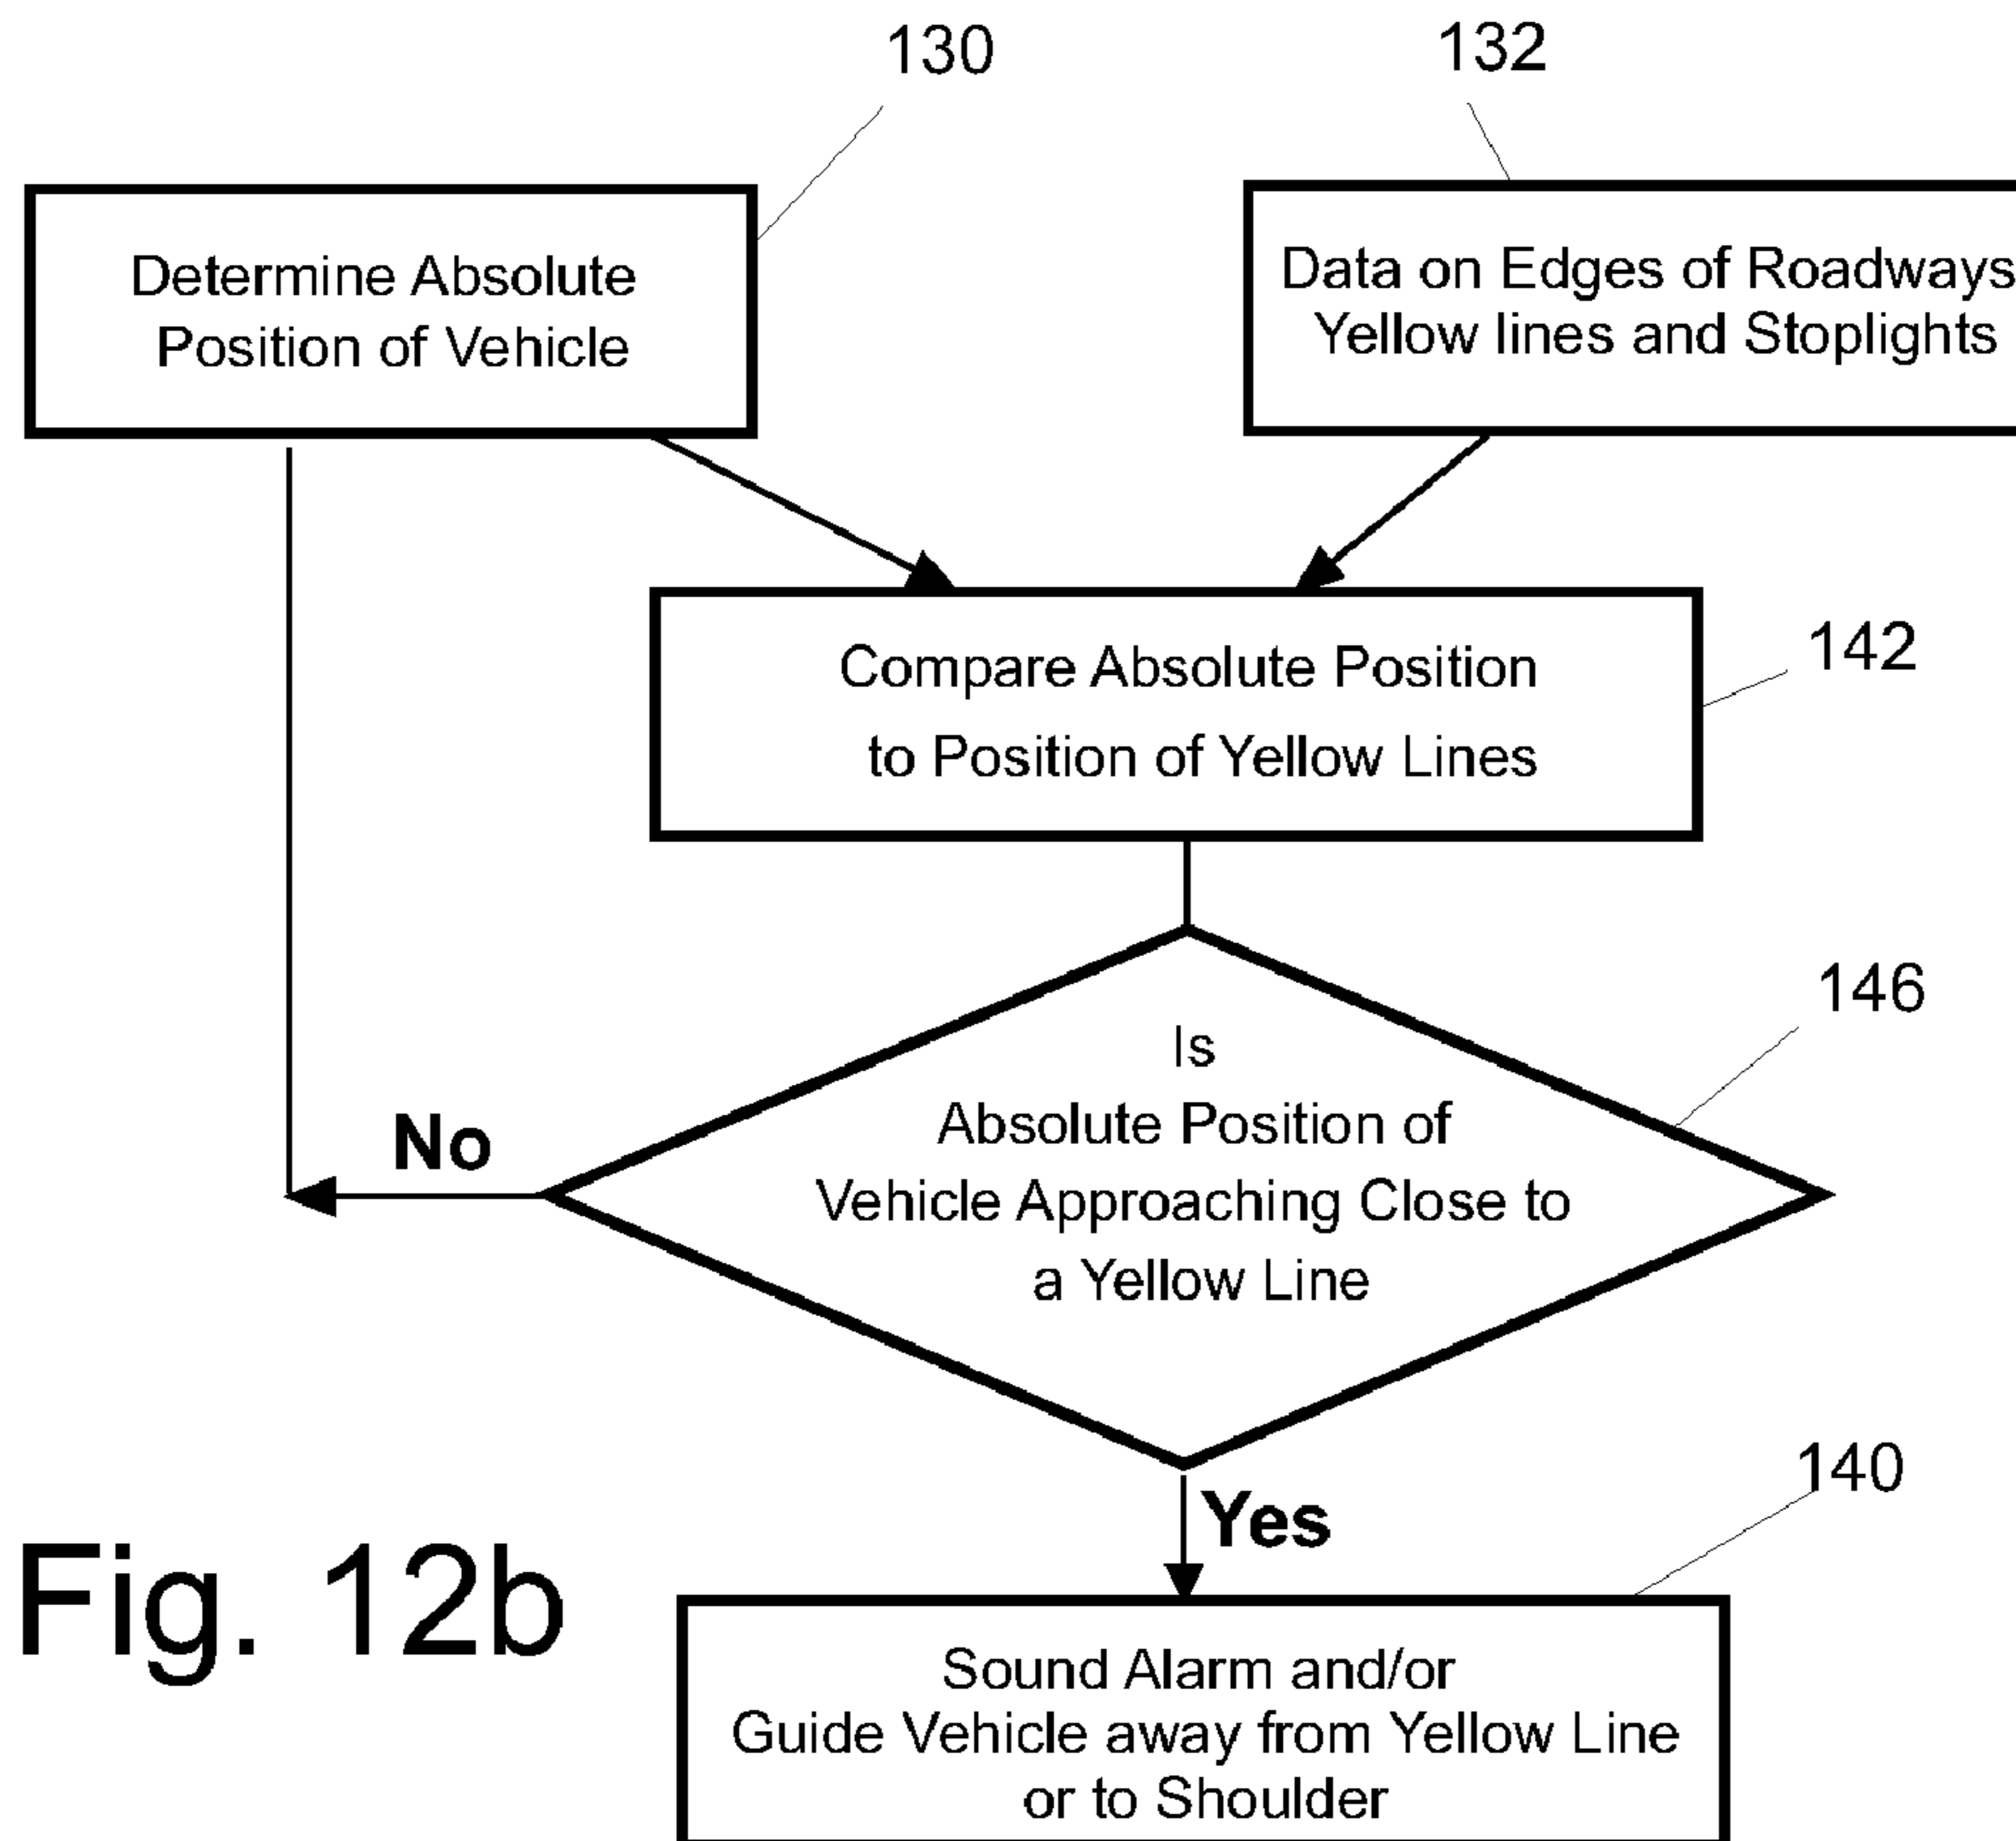 130
132
Determine Absolute
Position of Vehicle
Data on Edges of Roadways
Yellow lines and Stoplights
Compare Absolute Position
to Position of Yellow Lines
142
Is
Absolute Position of
Vehicle Approaching Close to
a Yellow Line
146
No
Yes
140
Sound Alarm and/or
Guide Vehicle away from Yellow Line
or to Shoulder
Fig. 12b